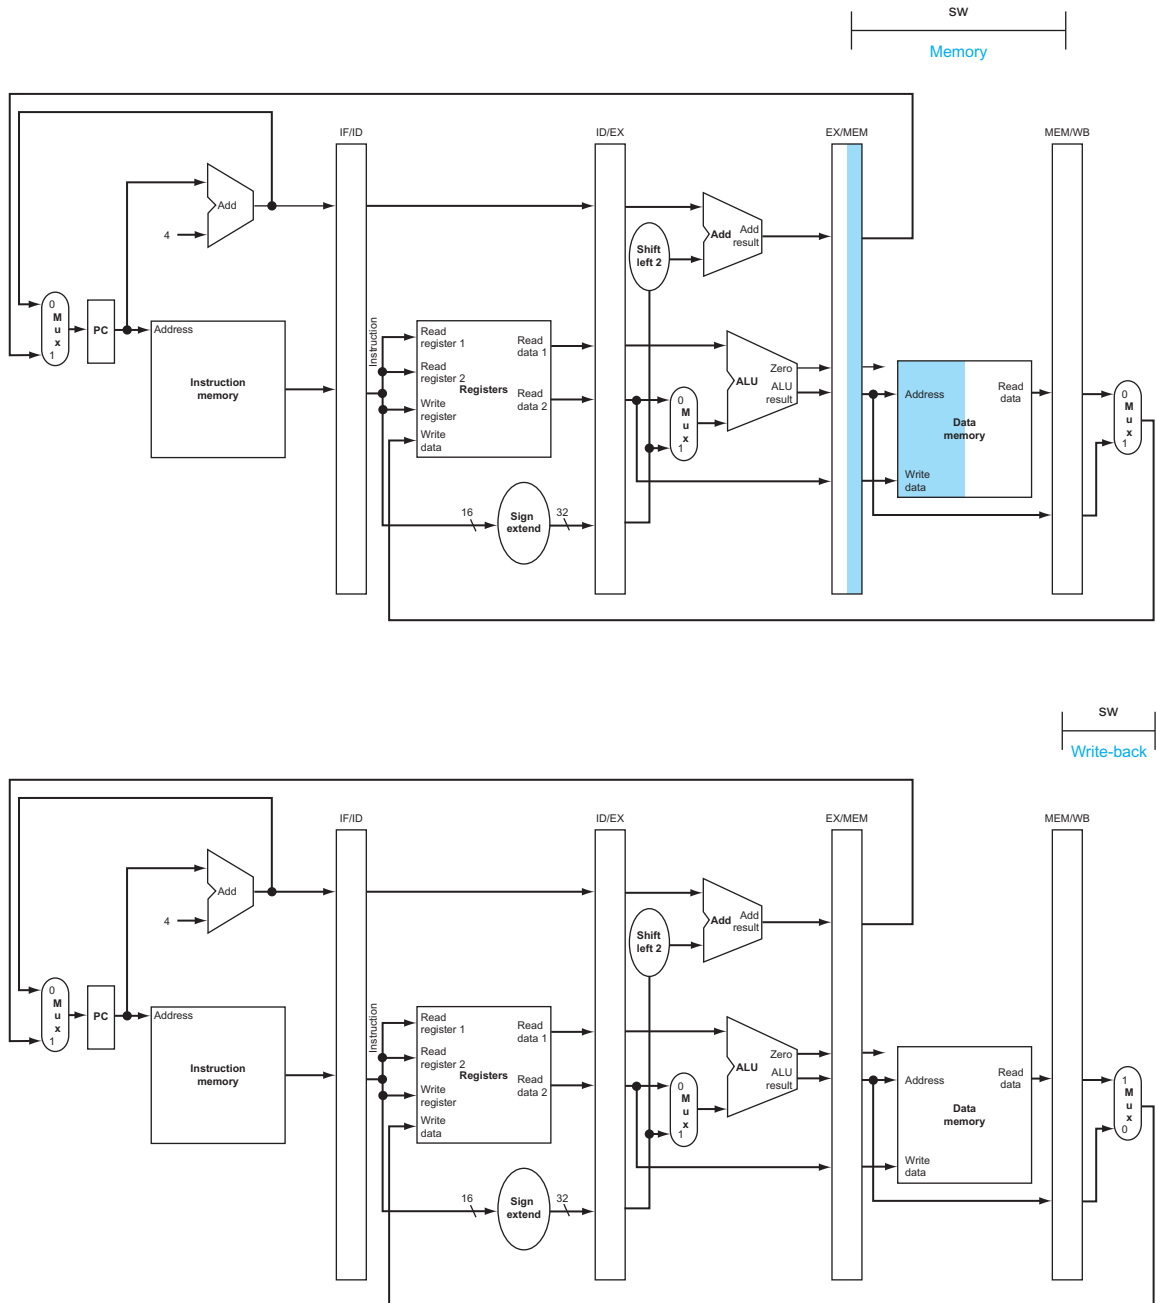 SW
Memory
IF/ID
ID/EX
EX/MEM
MEM/WB
Add
4
Shift
left 2
Add
Add
result
0
M
u
x
1
PC
Address
Instruction
memory
Instruction
Read
register 1
Read
register 2
Write
register
Write
data
Registers
Read
data 1
Read
data 2
16
Sign
extend
32
0
M
u
x
1
ALU
Zero
ALU
result
Address
Write
data
Data
memory
Read
data
0
M
u
x
1
SW
Write-back
IF/ID
ID/EX
EX/MEM
MEM/WB
Add
4
Shift
left 2
Add
Add
result
0
M
u
x
1
PC
Address
Instruction
memory
Instruction
Read
register 1
Read
register 2
Write
register
Write
data
Registers
Read
data 1
Read
data 2
16
Sign
extend
32
0
M
u
x
1
ALU
Zero
ALU
result
Address
Write
data
Data
memory
Read
data
1
M
u
x
0